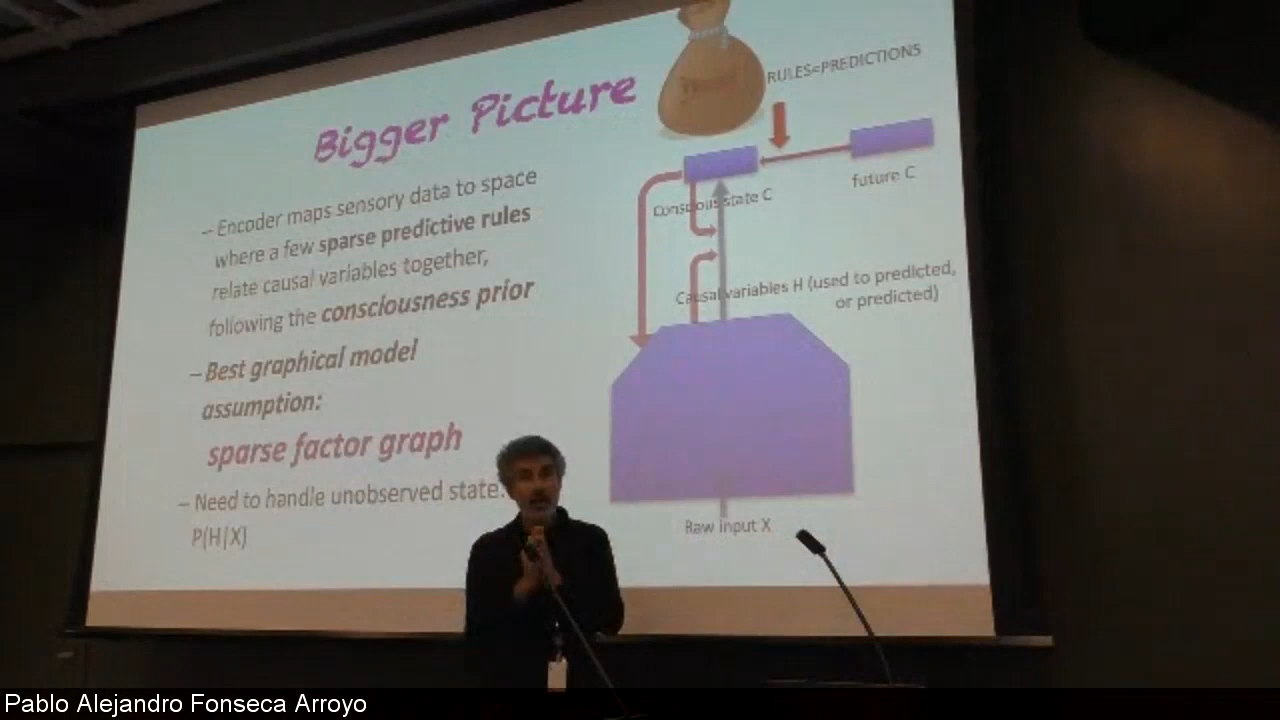 Bigger Picture
– Encoder maps sensory data to space
where a few sparse predictive rules
relate causal variables together,
following the consciousness prior
– Best graphical model
assumption:
sparse factor graph
– Need to handle unobserved state:
P(H|X)
RULES=PREDICTIONS
Conscious state C
future C
Causal variables H (used to predicted,
or predicted)
Raw input X
Pablo Alejandro Fonseca Arroyo